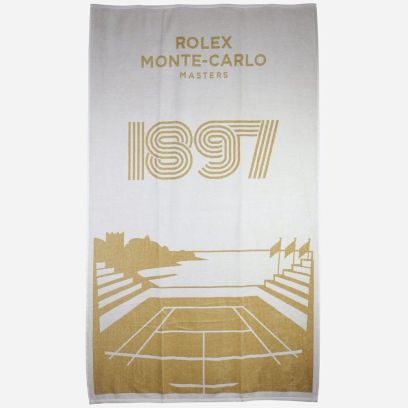 ROLEX
MONTE-CARLO
MASTERS
1897